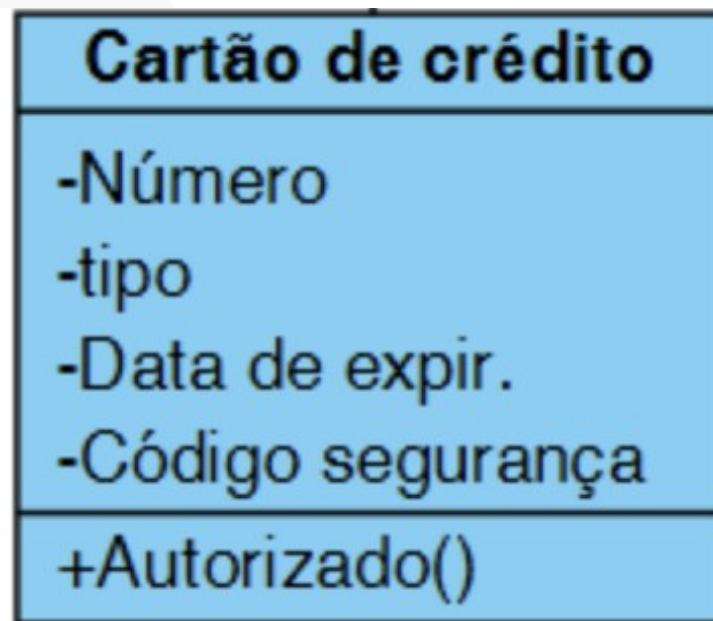 Cartão de crédito
-Número
-tipo
-Data de expir.
-Código segurança
+Autorizado()